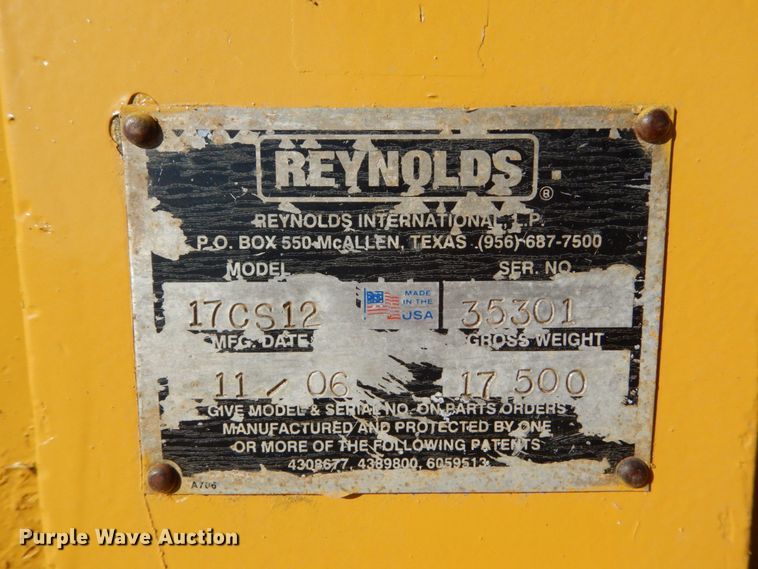 REYNOLDS ®
REYNOLDS INTERNATIONAL, L.P.
P.O. BOX 550 McALLEN, TEXAS (956) 687-7500
MODEL SER. NO.
17CS12 MADE IN THE USA 35301
MFG. DATE GROSS WEIGHT
11 / 06 17 500
GIVE MODEL & SERIAL NO. ON PARTS ORDERS
MANUFACTURED AND PROTECTED BY ONE
OR MORE OF THE FOLLOWING PATENTS
4308677, 4389800, 6059513
A706
Purple Wave Auction